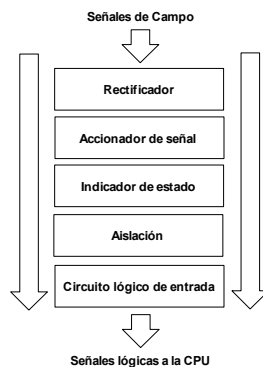 Señales de Campo
Rectificador
Accionador de señal
Indicador de estado
Aislación
Circuito lógico de entrada
Señales lógicas a la CPU